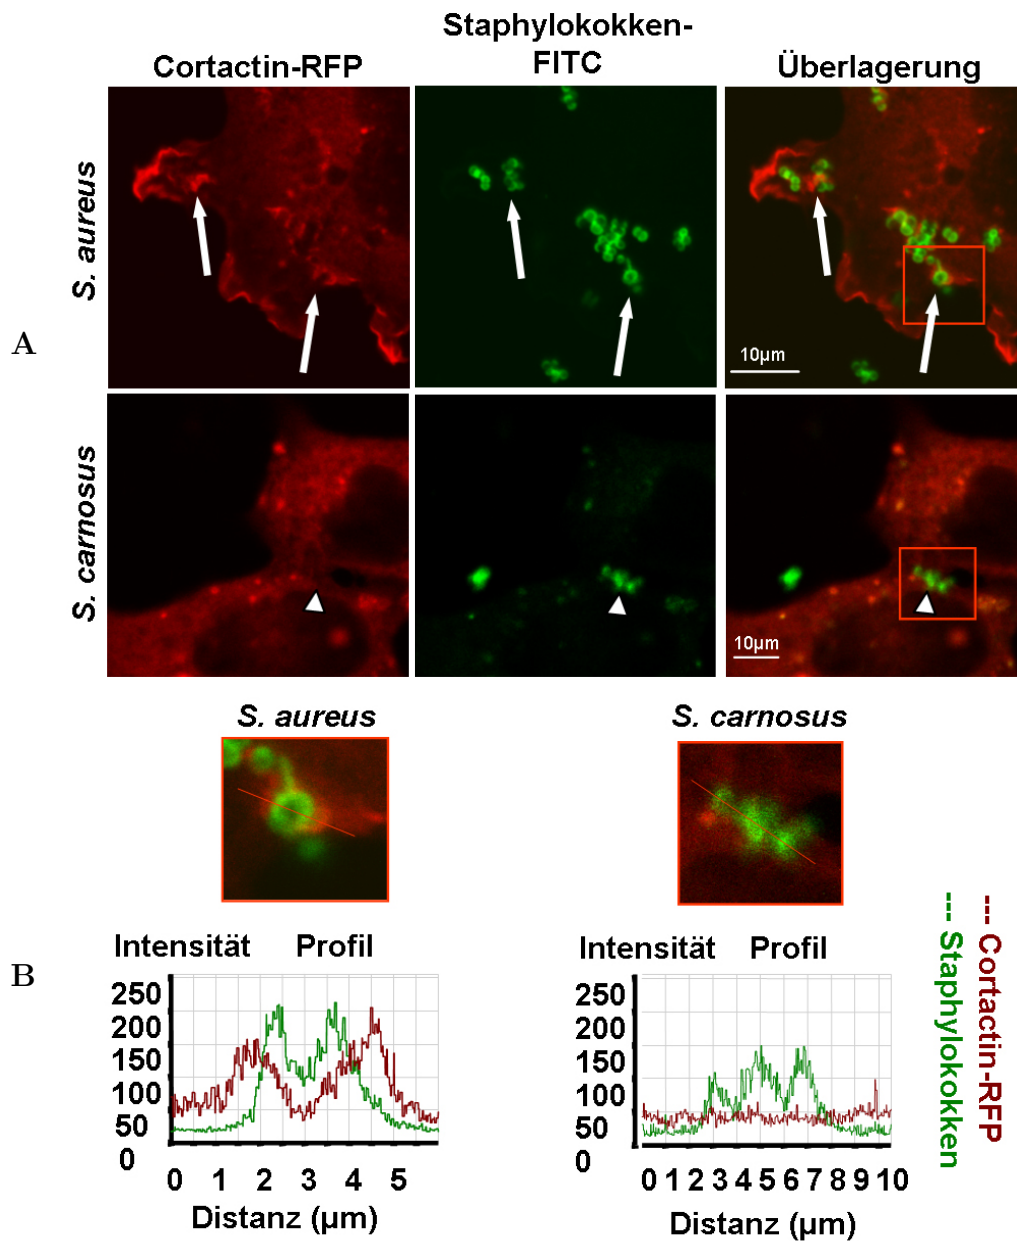 Staphylokokken-
Cortactin-RFP FITC Überlagerung
S. aureus
A
10µm
S. carnosus
10µm
S. aureus S. carnosus
B
Intensität Profil
250
200
150
100
50
0
0 1 2 3 4 5
Distanz (µm)
Intensität Profil
250
200
150
100
50
0
0 1 2 3 4 5 6 7 8 9 10
Distanz (µm)
--- Cortactin-RFP
--- Staphylokokken